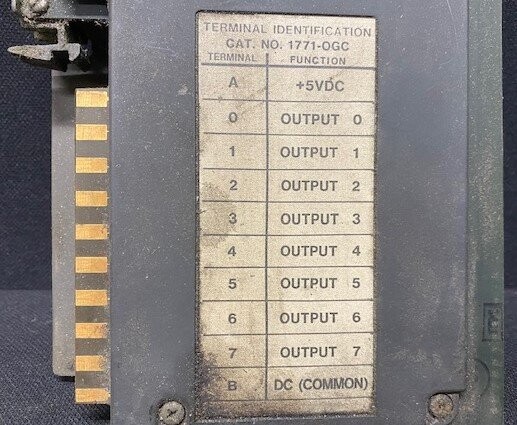 TERMINAL IDENTIFICATION
CAT. NO. 1771-OGC
TERMINAL FUNCTION
A +5VDC
0 OUTPUT 0
1 OUTPUT 1
2 OUTPUT 2
3 OUTPUT 3
4 OUTPUT 4
5 OUTPUT 5
6 OUTPUT 6
7 OUTPUT 7
B DC (COMMON)